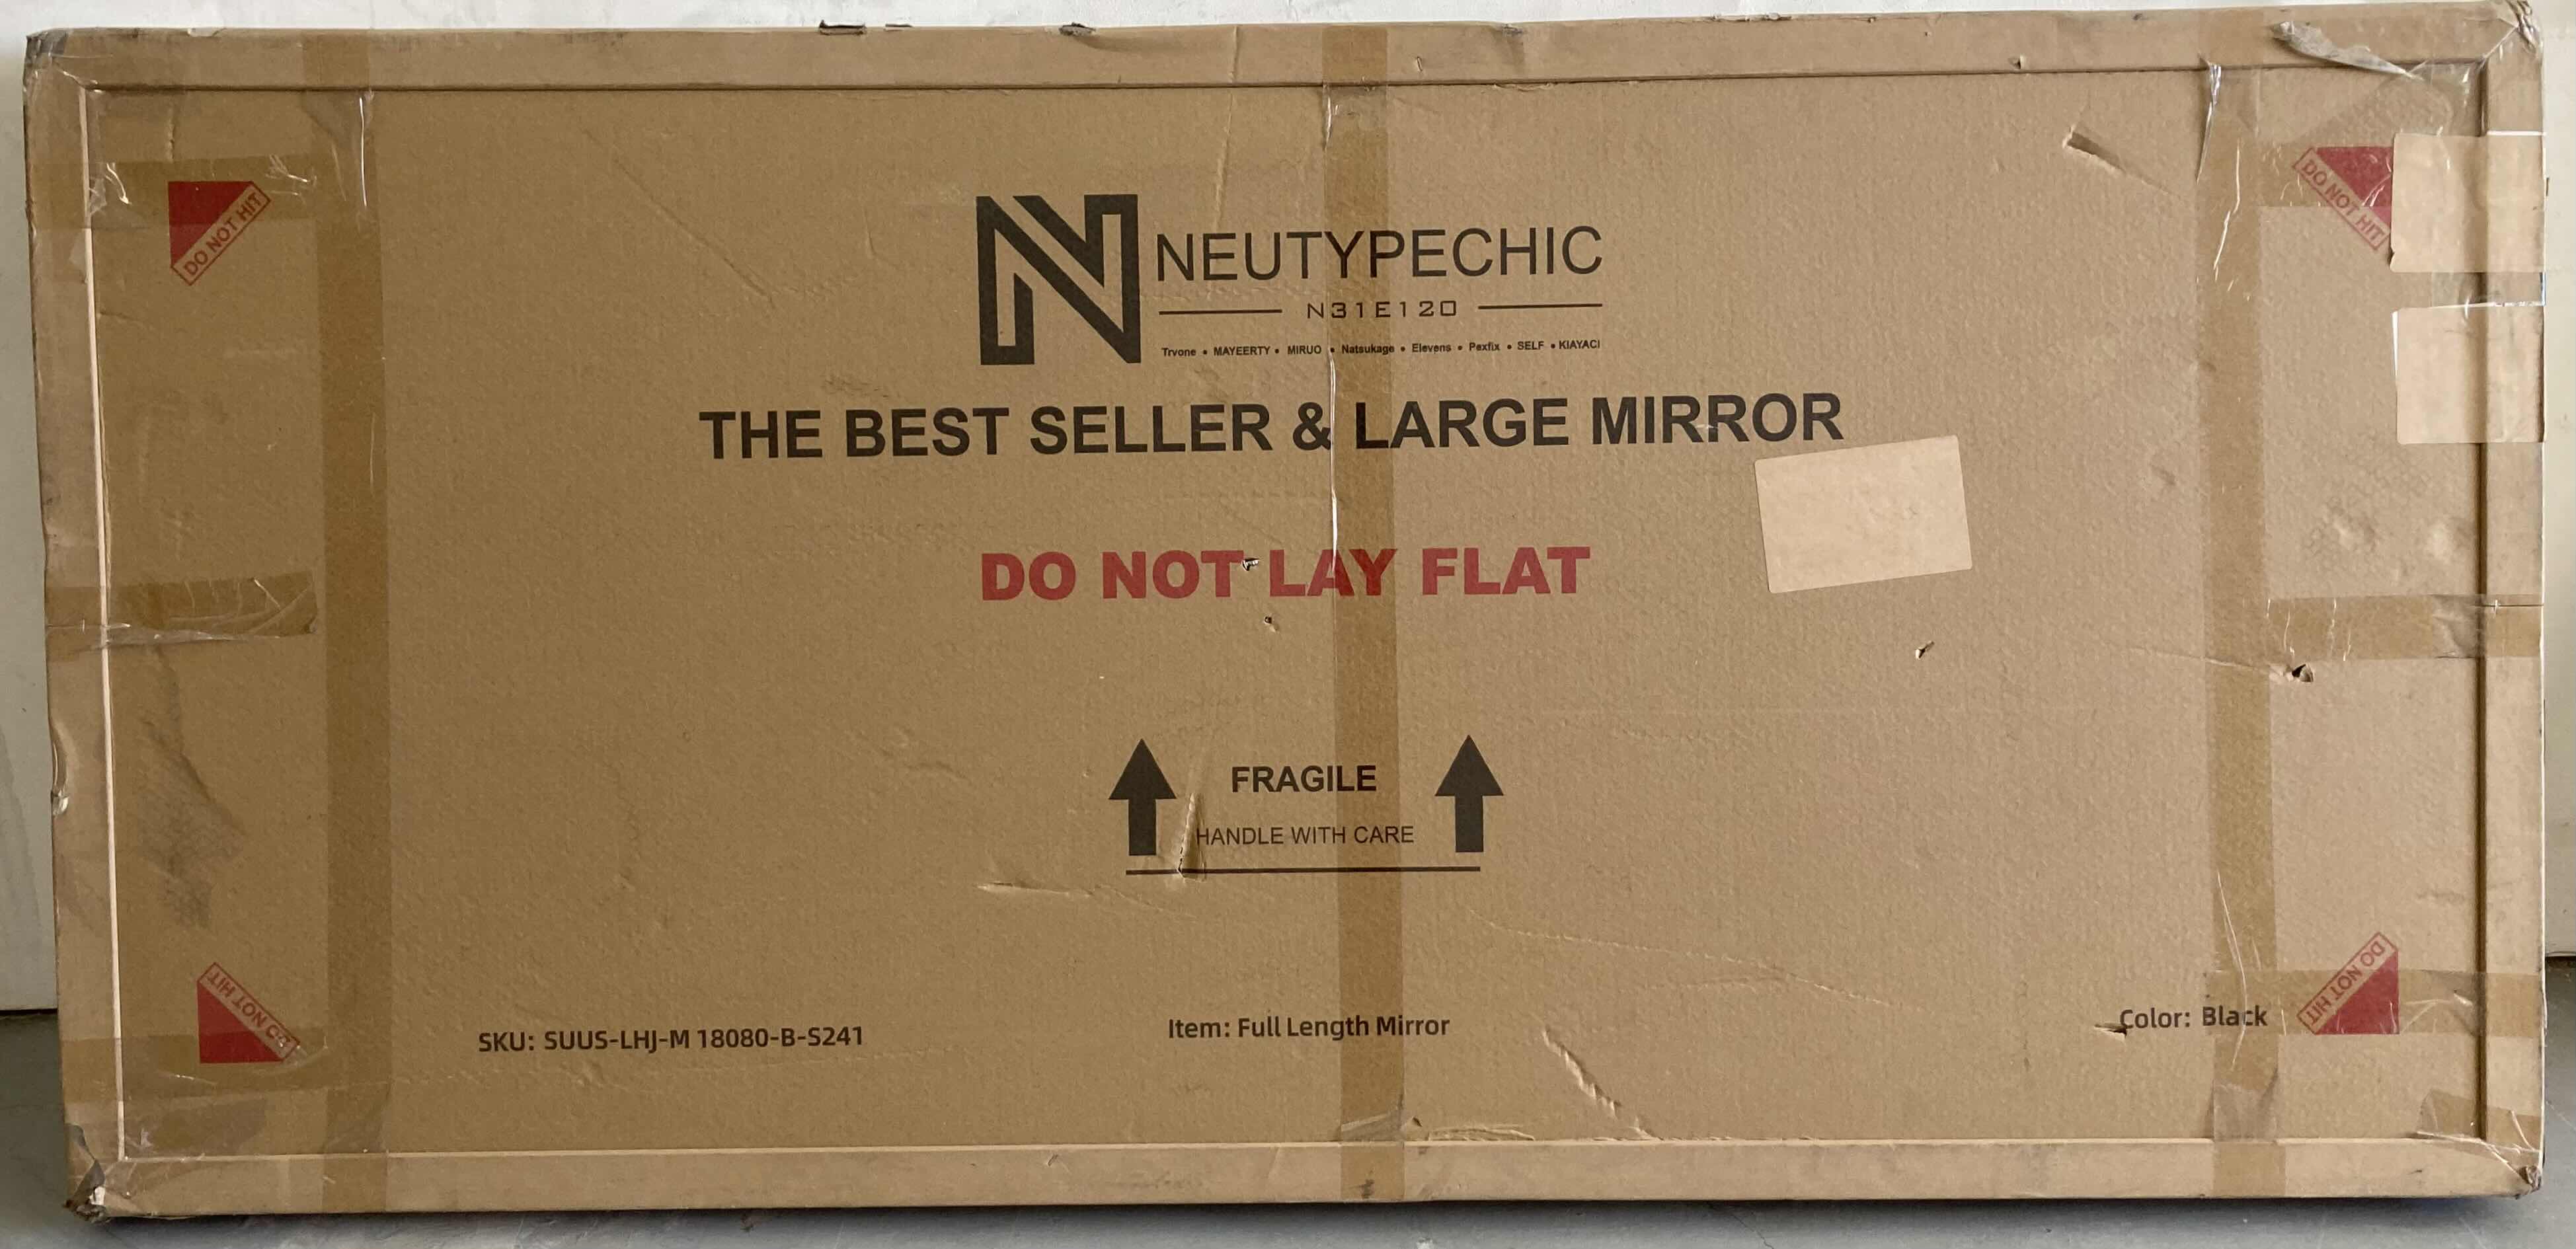 DO NOT HIT
DO NOT HIT
N NEUTYPECHIC
N31E120
Trvone • MAYEERTY • MIRUO • Natsukage • Elevens • Pexfix • SELF • KIAYACI
THE BEST SELLER & LARGE MIRROR
DO NOT LAY FLAT
FRAGILE
HANDLE WITH CARE
DO NOT HIT
DO NOT HIT
SKU: SUUS-LHJ-M 18080-B-S241
Item: Full Length Mirror
Color: Black